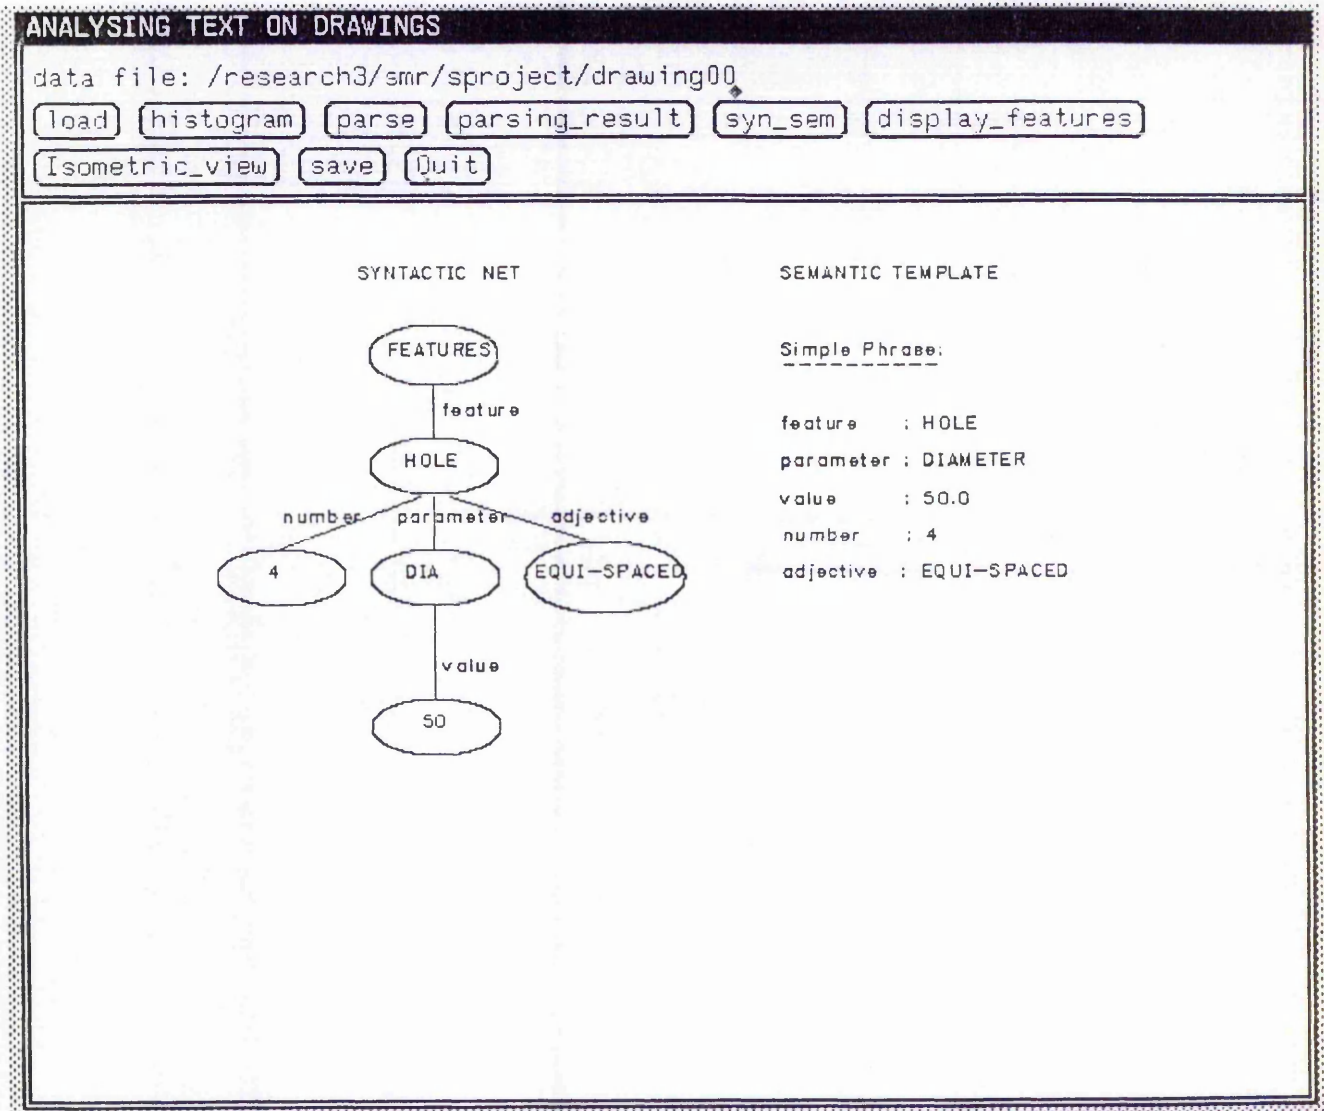 ANALYSING TEXT ON DRAWINGS
data file: /research3/smr/sproject/drawing00
load histogram parse parsing_result syn_sem display_features
Isometric_view save Quit
SYNTACTIC NET
FEATURES
feature
HOLE
number parameter adjective
4 DIA EQUI-SPACED
value
50
SEMANTIC TEMPLATE
Simple Phrase:
feature : HOLE
parameter : DIAMETER
value : 50.0
number : 4
adjective : EQUI-SPACED